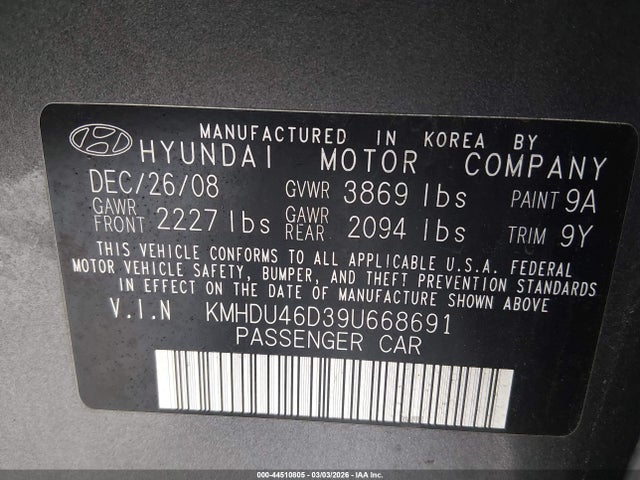 MANUFACTURED IN KOREA BY
HYUNDAI MOTOR COMPANY
DEC/26/08 GVWR 3869 lbs PAINT 9A
GAWR FRONT 2227 lbs GAWR REAR 2094 lbs TRIM 9Y
THIS VEHICLE CONFORMS TO ALL APPLICABLE U.S.A. FEDERAL
MOTOR VEHICLE SAFETY, BUMPER, AND THEFT PREVENTION STANDARDS
IN EFFECT ON THE DATE OF MANUFACTURE SHOWN ABOVE
V.I.N KMHDU46D39U668691
PASSENGER CAR
000-44510805 - 03/03/2026 - IAA Inc.